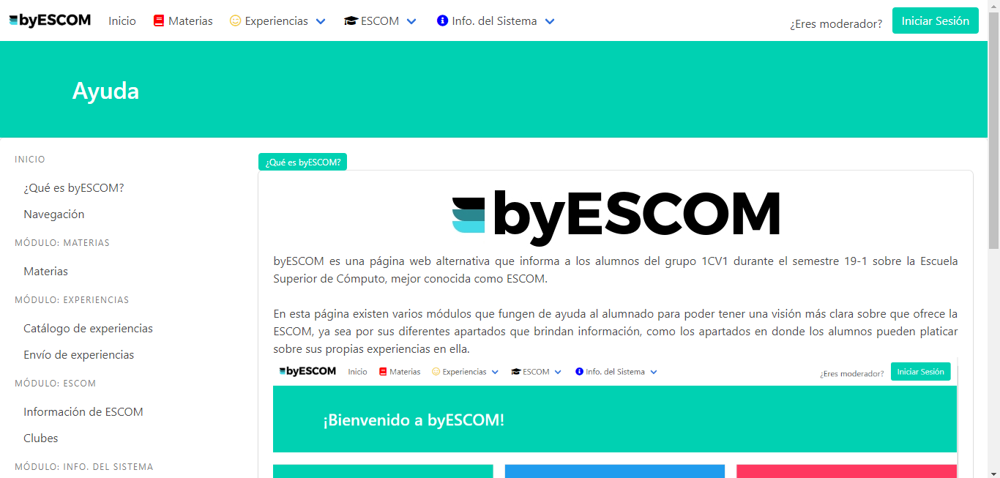 byESCOM Inicio Materias Experiencias ESCOM Info. del Sistema ¿Eres moderador? Iniciar Sesión
Ayuda
INICIO
¿Qué es byESCOM?
Navegación
MÓDULO: MATERIAS
Materias
MÓDULO: EXPERIENCIAS
Catálogo de experiencias
Envío de experiencias
MÓDULO: ESCOM
Información de ESCOM
Clubes
MÓDULO: INFO. DEL SISTEMA
¿Qué es byESCOM?
byESCOM
byESCOM es una página web alternativa que informa a los alumnos del grupo 1CV1 durante el semestre 19-1 sobre la Escuela
Superior de Cómputo, mejor conocida como ESCOM.
En esta página existen varios módulos que fungen de ayuda al alumnado para poder tener una visión más clara sobre que ofrece la
ESCOM, ya sea por sus diferentes apartados que brindan información, como los apartados en donde los alumnos pueden platicar
sobre sus propias experiencias en ella.
byESCOM Inicio Materias Experiencias ESCOM Info. del Sistema ¿Eres moderador? Iniciar Sesión
¡Bienvenido a byESCOM!